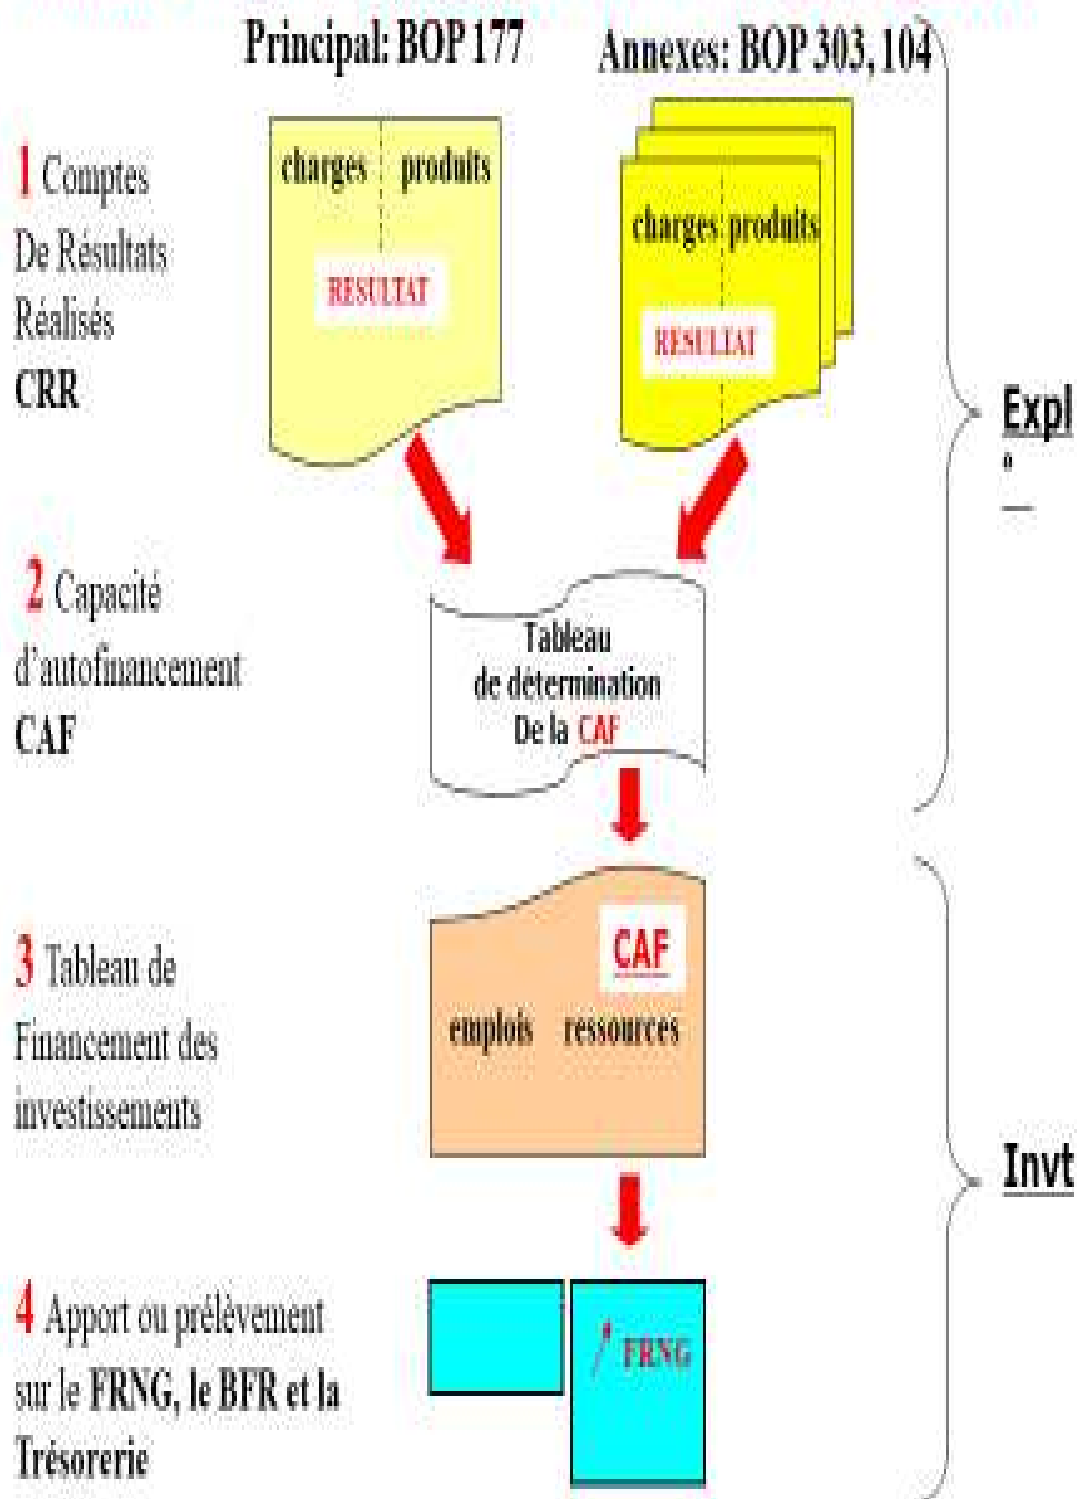 Principal: BOP 177
Annexes: BOP 303, 104
1 Comptes
De Résultats
Réalisés
CRR
charges produits
RESULTAT
charges produits
RESULTAT
Expl
°
2 Capacité
d'autofinancement
CAF
Tableau
de détermination
De la CAF
3 Tableau de
Financement des
investissements
CAF
emplois ressources
Invt
4 Apport ou prélèvement
sur le FRNG, le BFR et la
Trésorerie
FRNG